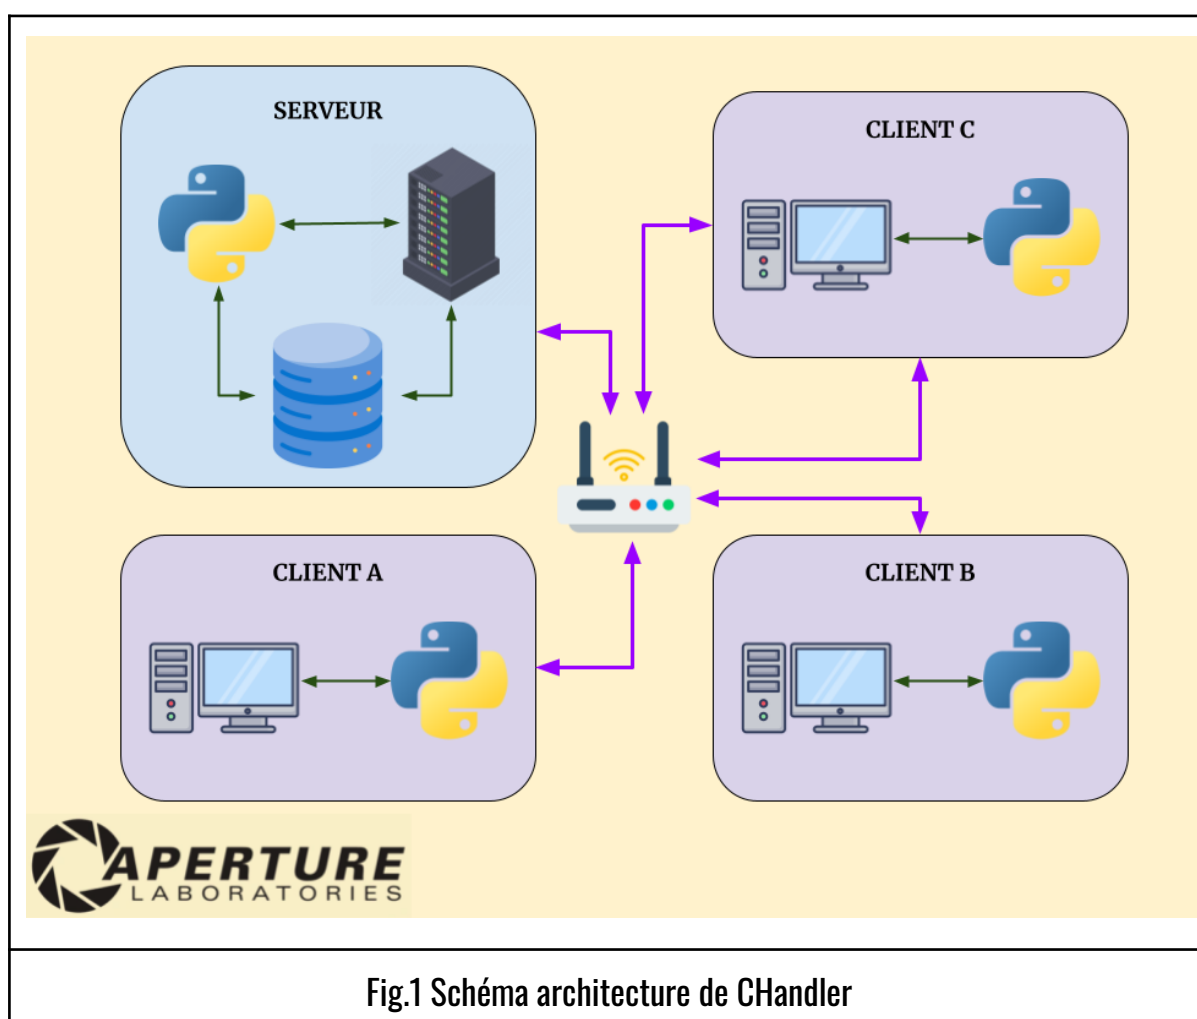 SERVEUR
CLIENT C
CLIENT A
CLIENT B
APERTURE
LABORATORIES
Fig.1 Schéma architecture de CHandler